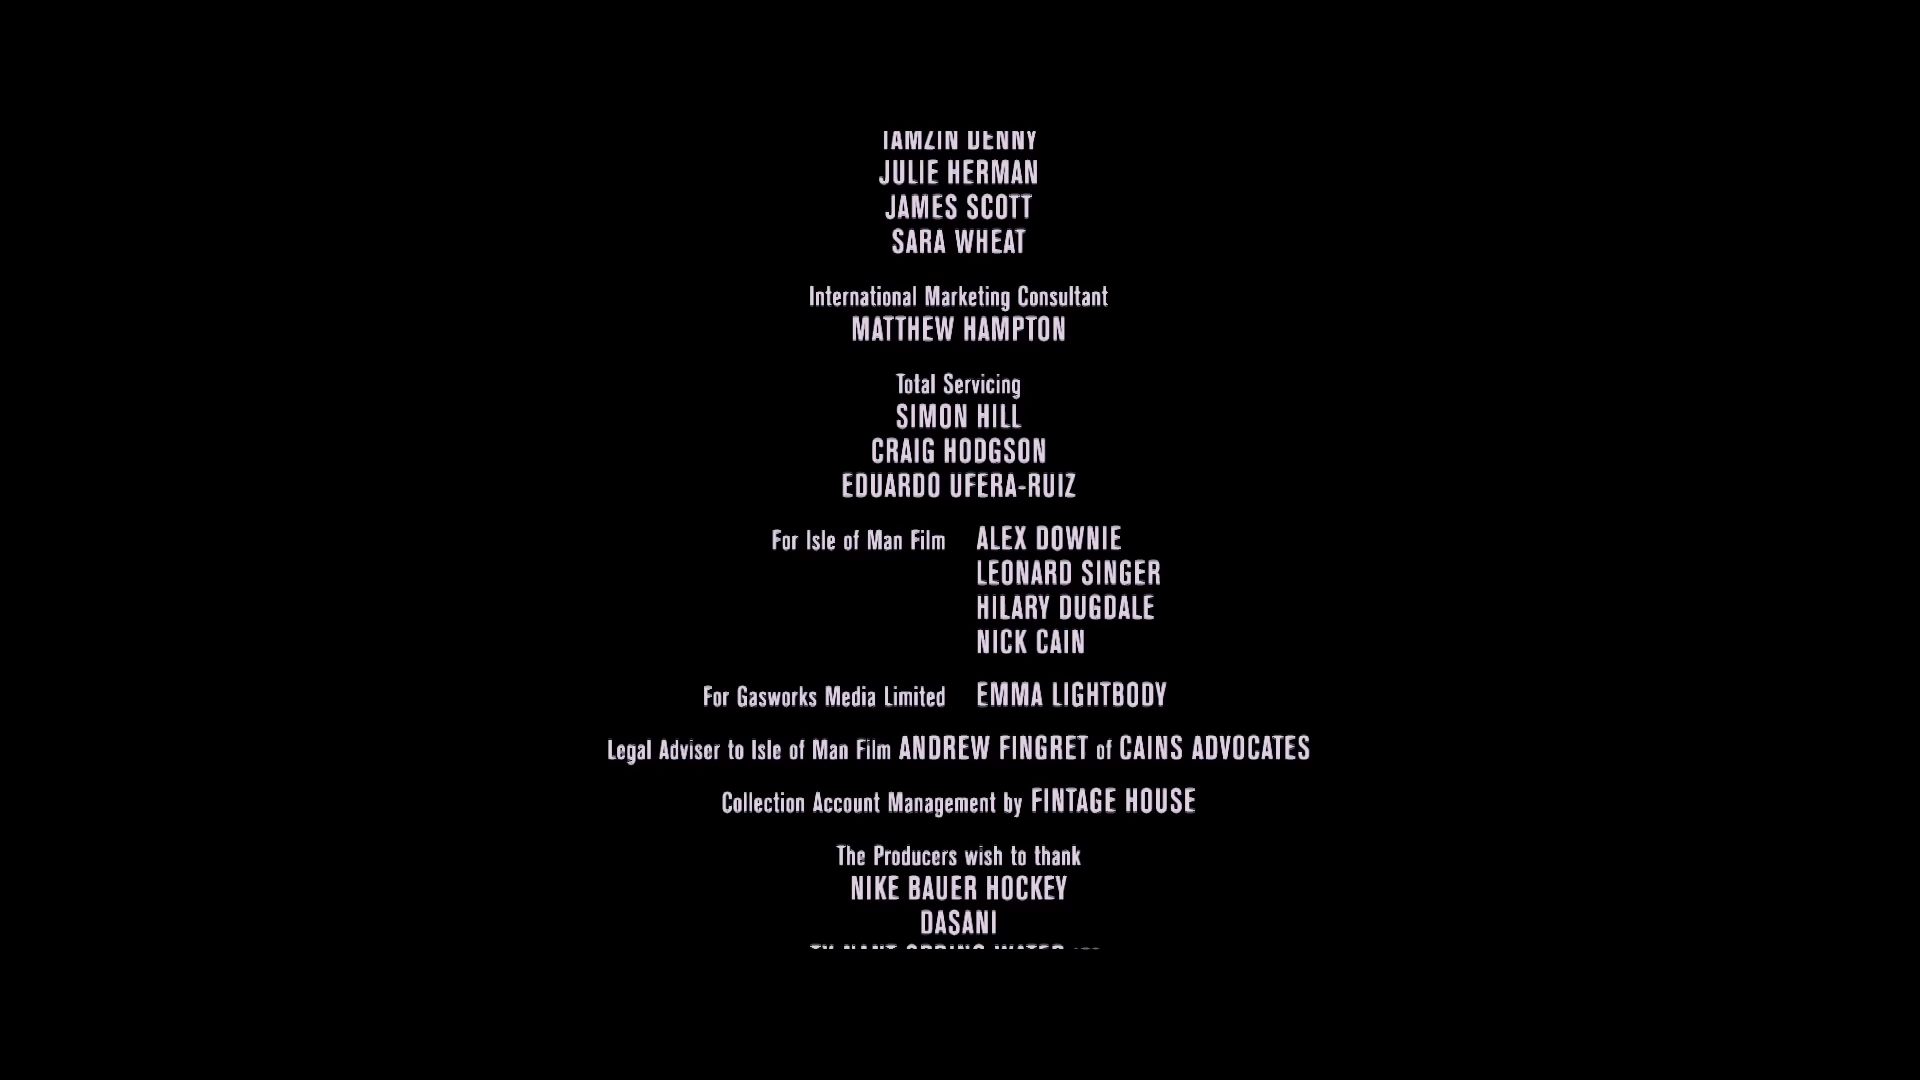 TAMZIN DENNY
JULIE HERMAN
JAMES SCOTT
SARA WHEAT
International Marketing Consultant
MATTHEW HAMPTON
Total Servicing
SIMON HILL
CRAIG HODGSON
EDUARDO UFERA-RUIZ
For Isle of Man Film ALEX DOWNIE
LEONARD SINGER
HILARY DUGDALE
NICK CAIN
For Gasworks Media Limited EMMA LIGHTBODY
Legal Adviser to Isle of Man Film ANDREW FINGRET of CAINS ADVOCATES
Collection Account Management by FINTAGE HOUSE
The Producers wish to thank
NIKE BAUER HOCKEY
DASANI